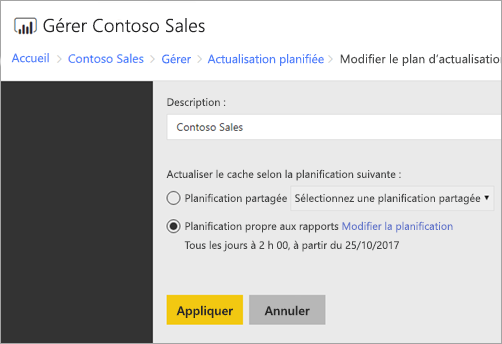 Gérer Contoso Sales
Accueil > Contoso Sales > Gérer > Actualisation planifiée > Modifier le plan d'actualisatio
Description :
Contoso Sales
Actualiser le cache selon la planification suivante :
Planification partagée Sélectionnez une planification partagée
Planification propre aux rapports Modifier la planification
Tous les jours à 2 h 00, à partir du 25/10/2017
Appliquer Annuler